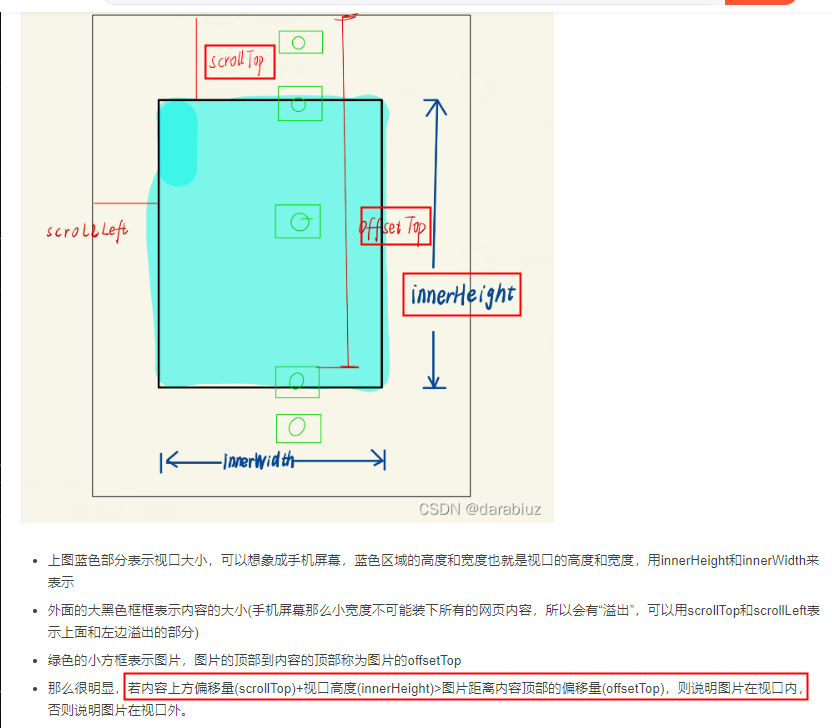 scrollTop
offsetTop
scrollLeft
innerHeight
innerWidth
CSDN @darabiuz
上图蓝色部分表示视口大小，可以想象成手机屏幕，蓝色区域的高度和宽度也就是视口的高度和宽度，用innerHeight和innerWidth来
表示
外面的大黑色框框表示内容的大小(手机屏幕那么小宽度不可能装下所有的网页内容，所以会有“溢出”，可以用scrollTop和scrollLeft表
示上面和左边溢出的部分)
绿色的小方框表示图片，图片的顶部到内容的顶部称为图片的offsetTop
那么很明显，若内容上方偏移量(scrollTop)+视口高度(innerHeight)>图片距离内容顶部的偏移量(offsetTop)，则说明图片在视口内，
否则说明图片在视口外。